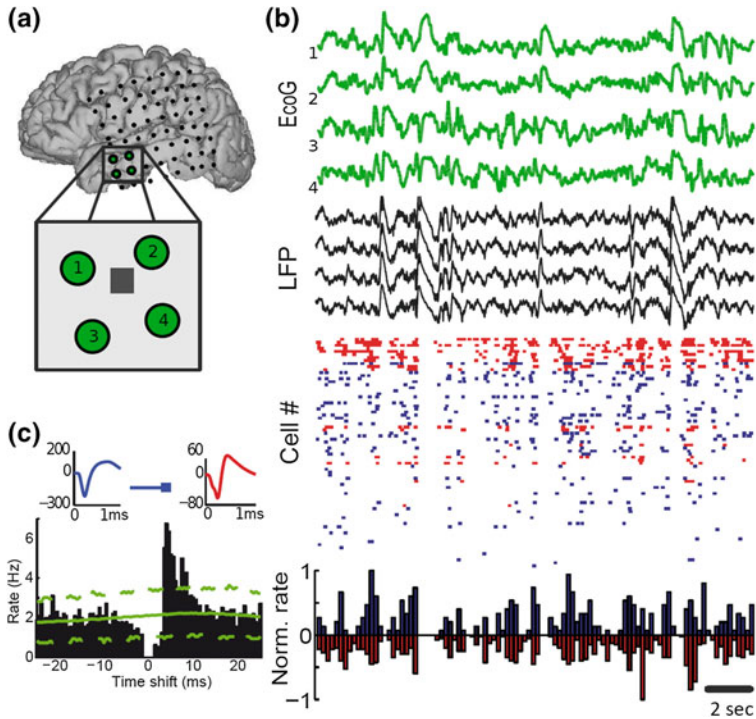 (a)
1
2
3
4
(b)
EcoG
1
2
3
4
LFP
Cell #
Norm. rate
1
0
-1
2 sec
(c)
200
0
-300
0
1ms
60
0
-80
0
1ms
Rate (Hz)
6
4
2
0
-20
-10
0
10
20
Time shift (ms)